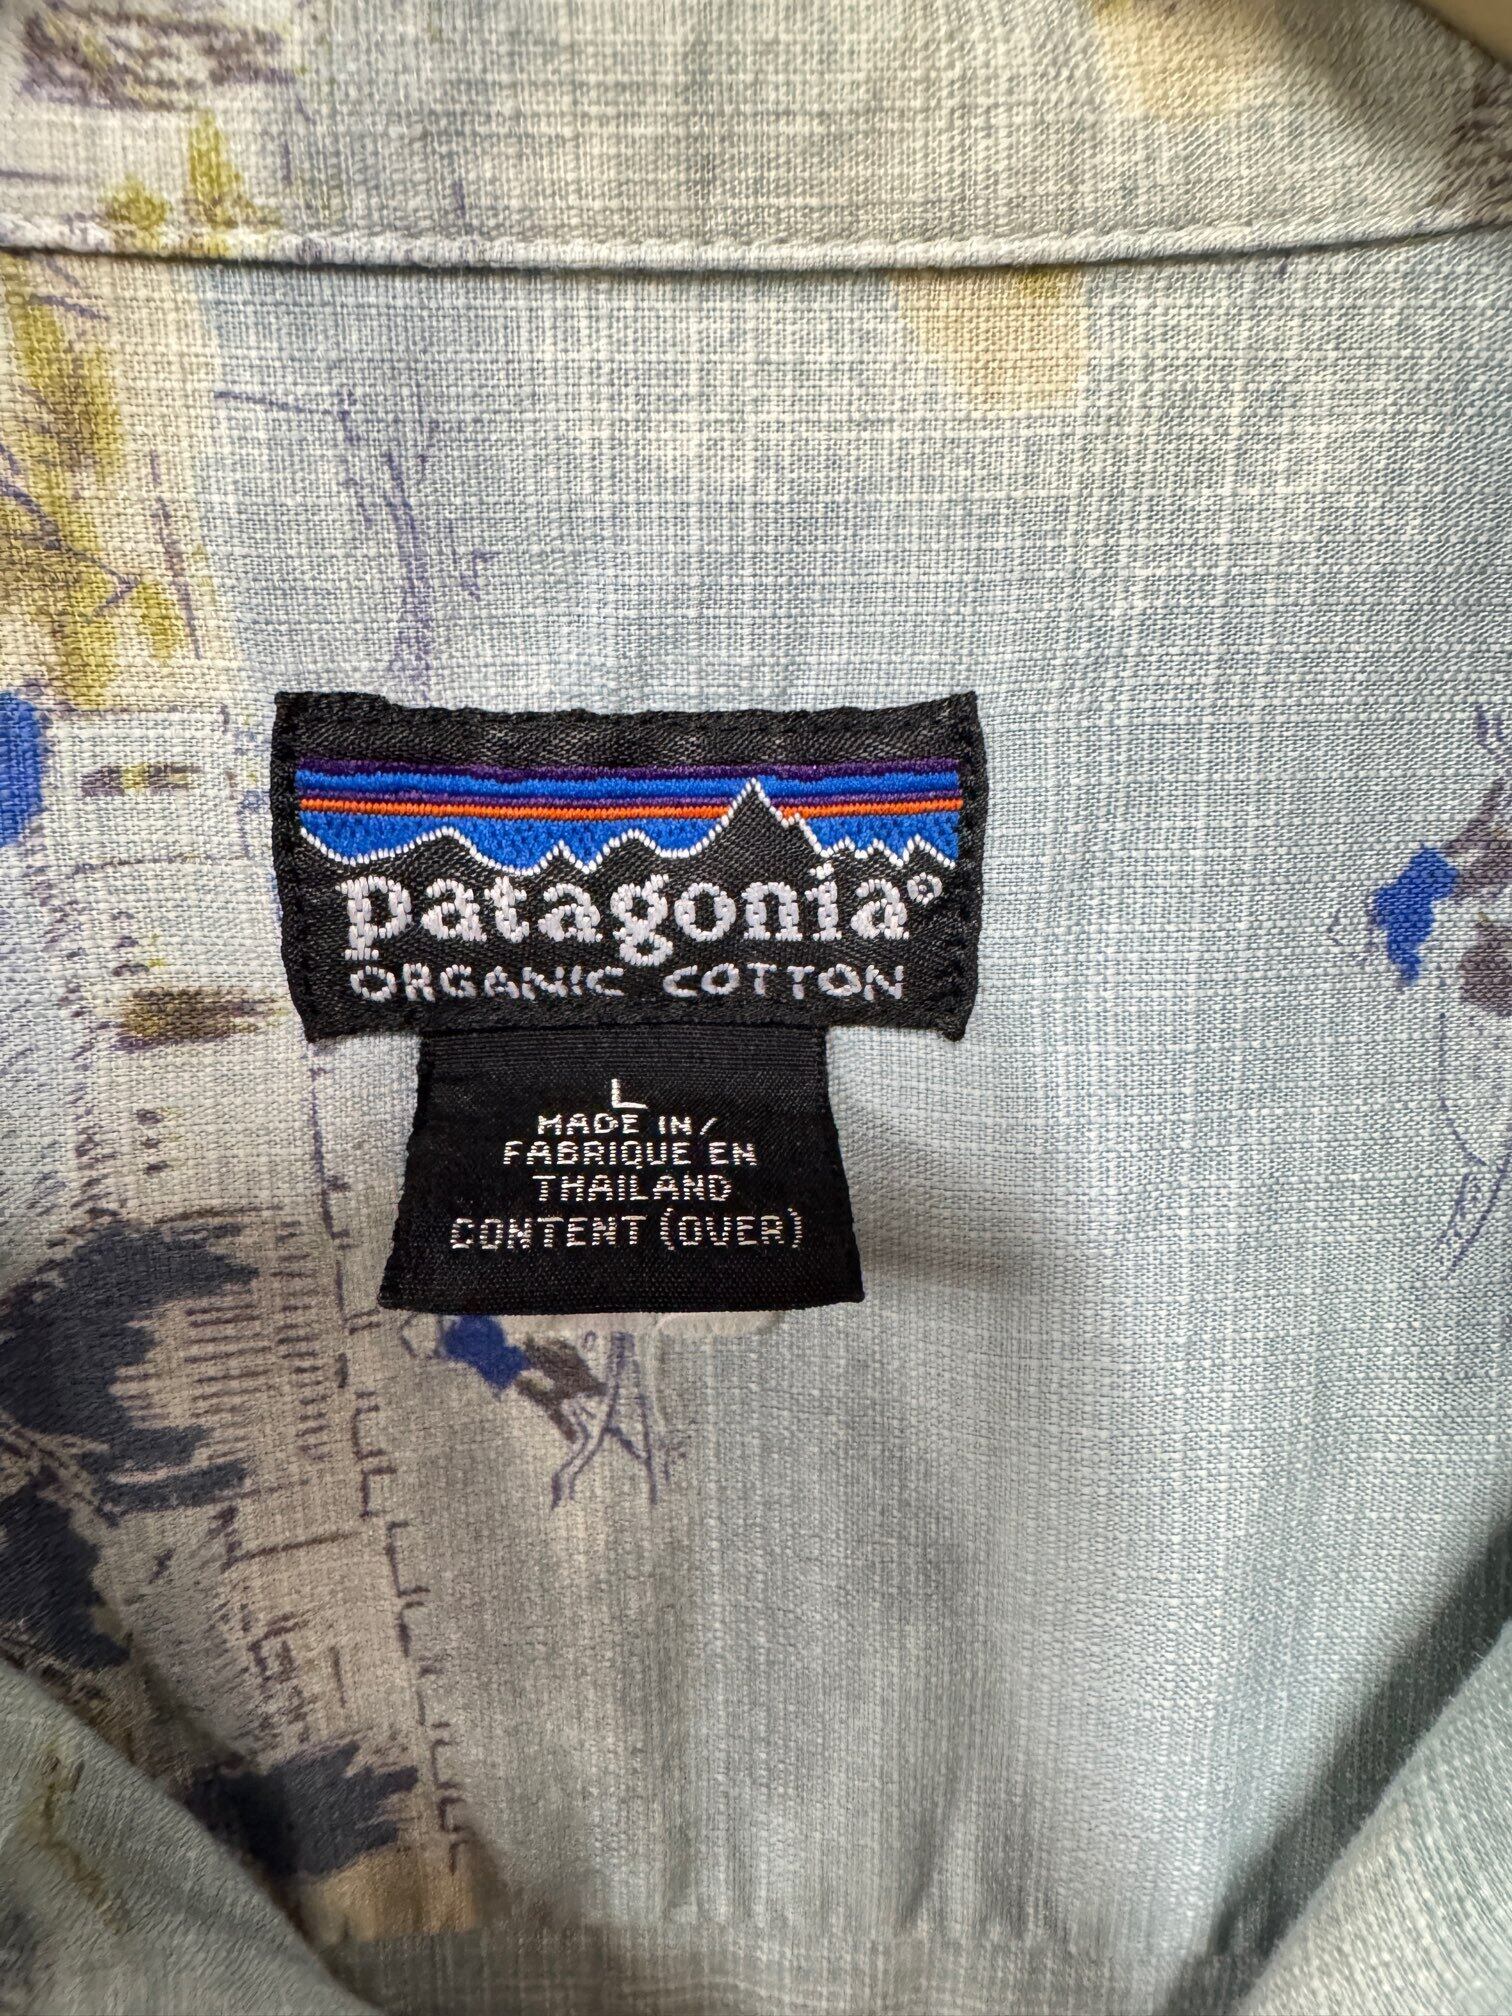 patagonia®
ORGANIC COTTON
L
MADE IN/
FABRIQUE EN
THAILAND
CONTENT (OVER)